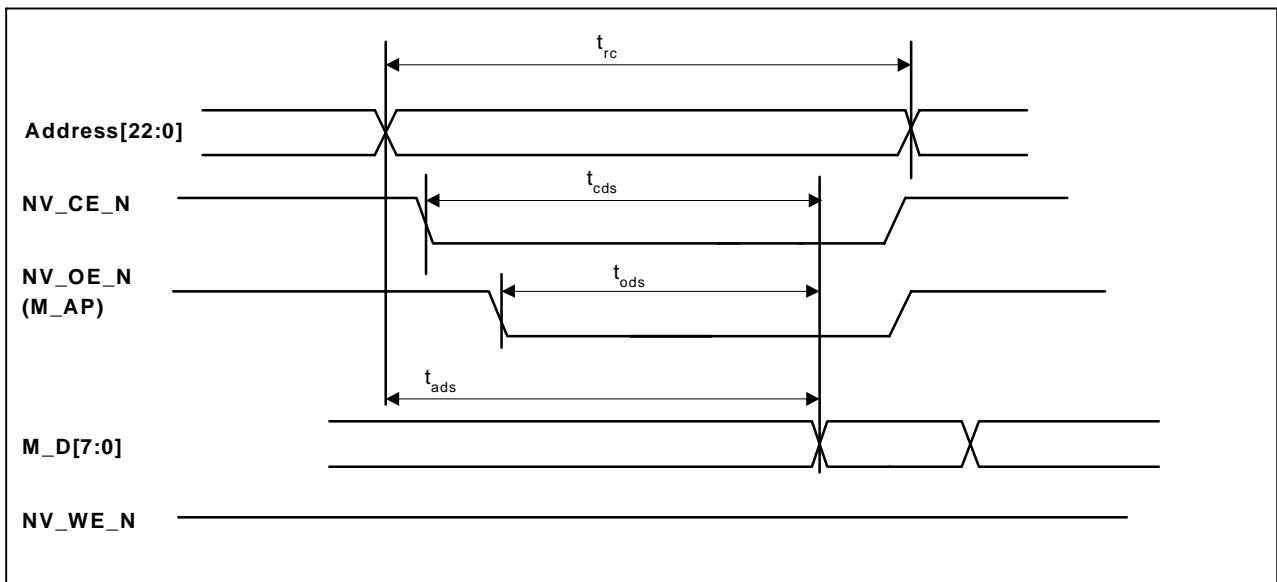 t_rc
Address[22:0]
t_cds
NV_CE_N
NV_OE_N
t_ods
(M_AP)
t_ads
M_D[7:0]
NV_WE_N